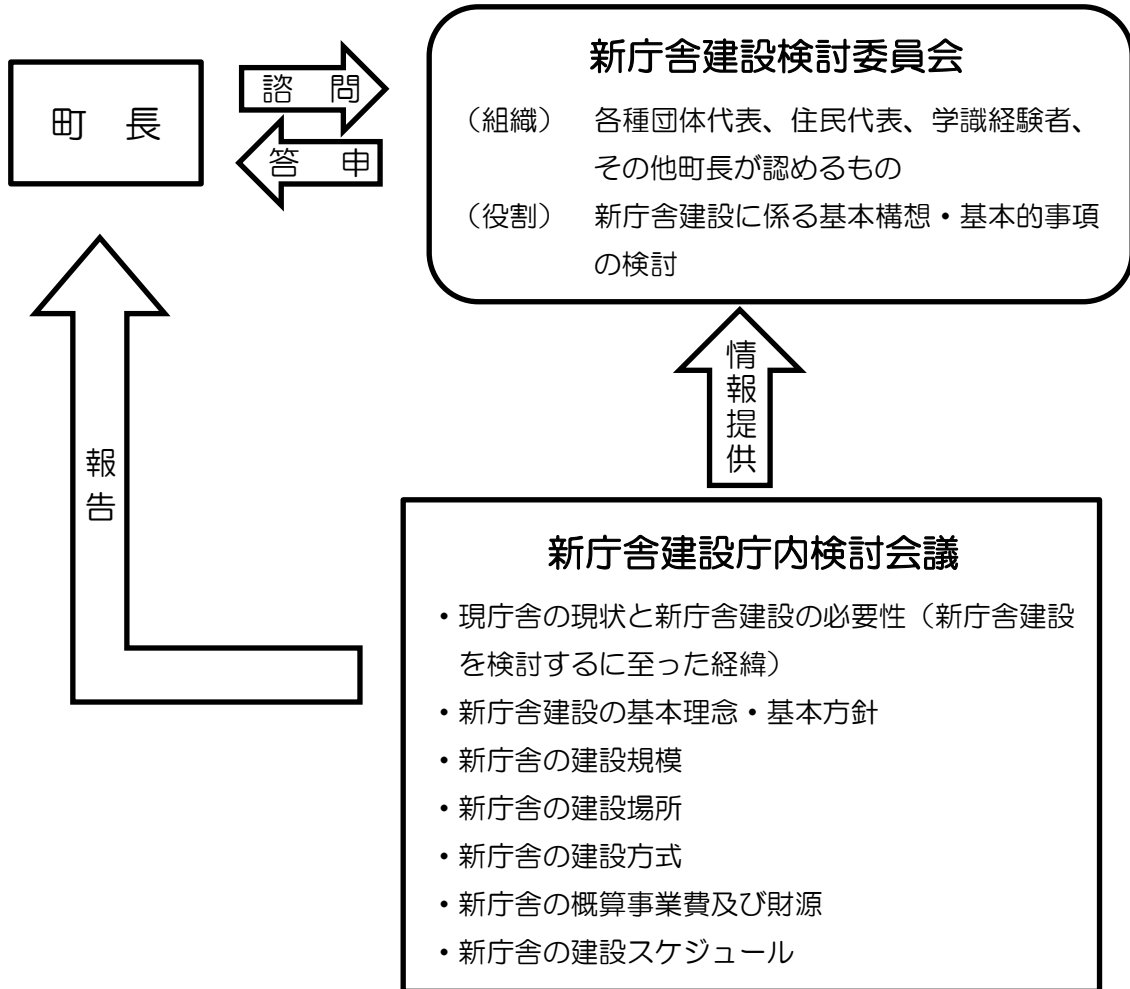 町　長
諮　問
答　申
新庁舎建設検討委員会
（組織）　各種団体代表、住民代表、学識経験者、
その他町長が認めるもの
（役割）　新庁舎建設に係る基本構想・基本的事項
の検討
情報提供
報告
新庁舎建設庁内検討会議
・現庁舎の現状と新庁舎建設の必要性（新庁舎建設
を検討するに至った経緯）
・新庁舎建設の基本理念・基本方針
・新庁舎の建設規模
・新庁舎の建設場所
・新庁舎の建設方式
・新庁舎の概算事業費及び財源
・新庁舎の建設スケジュール